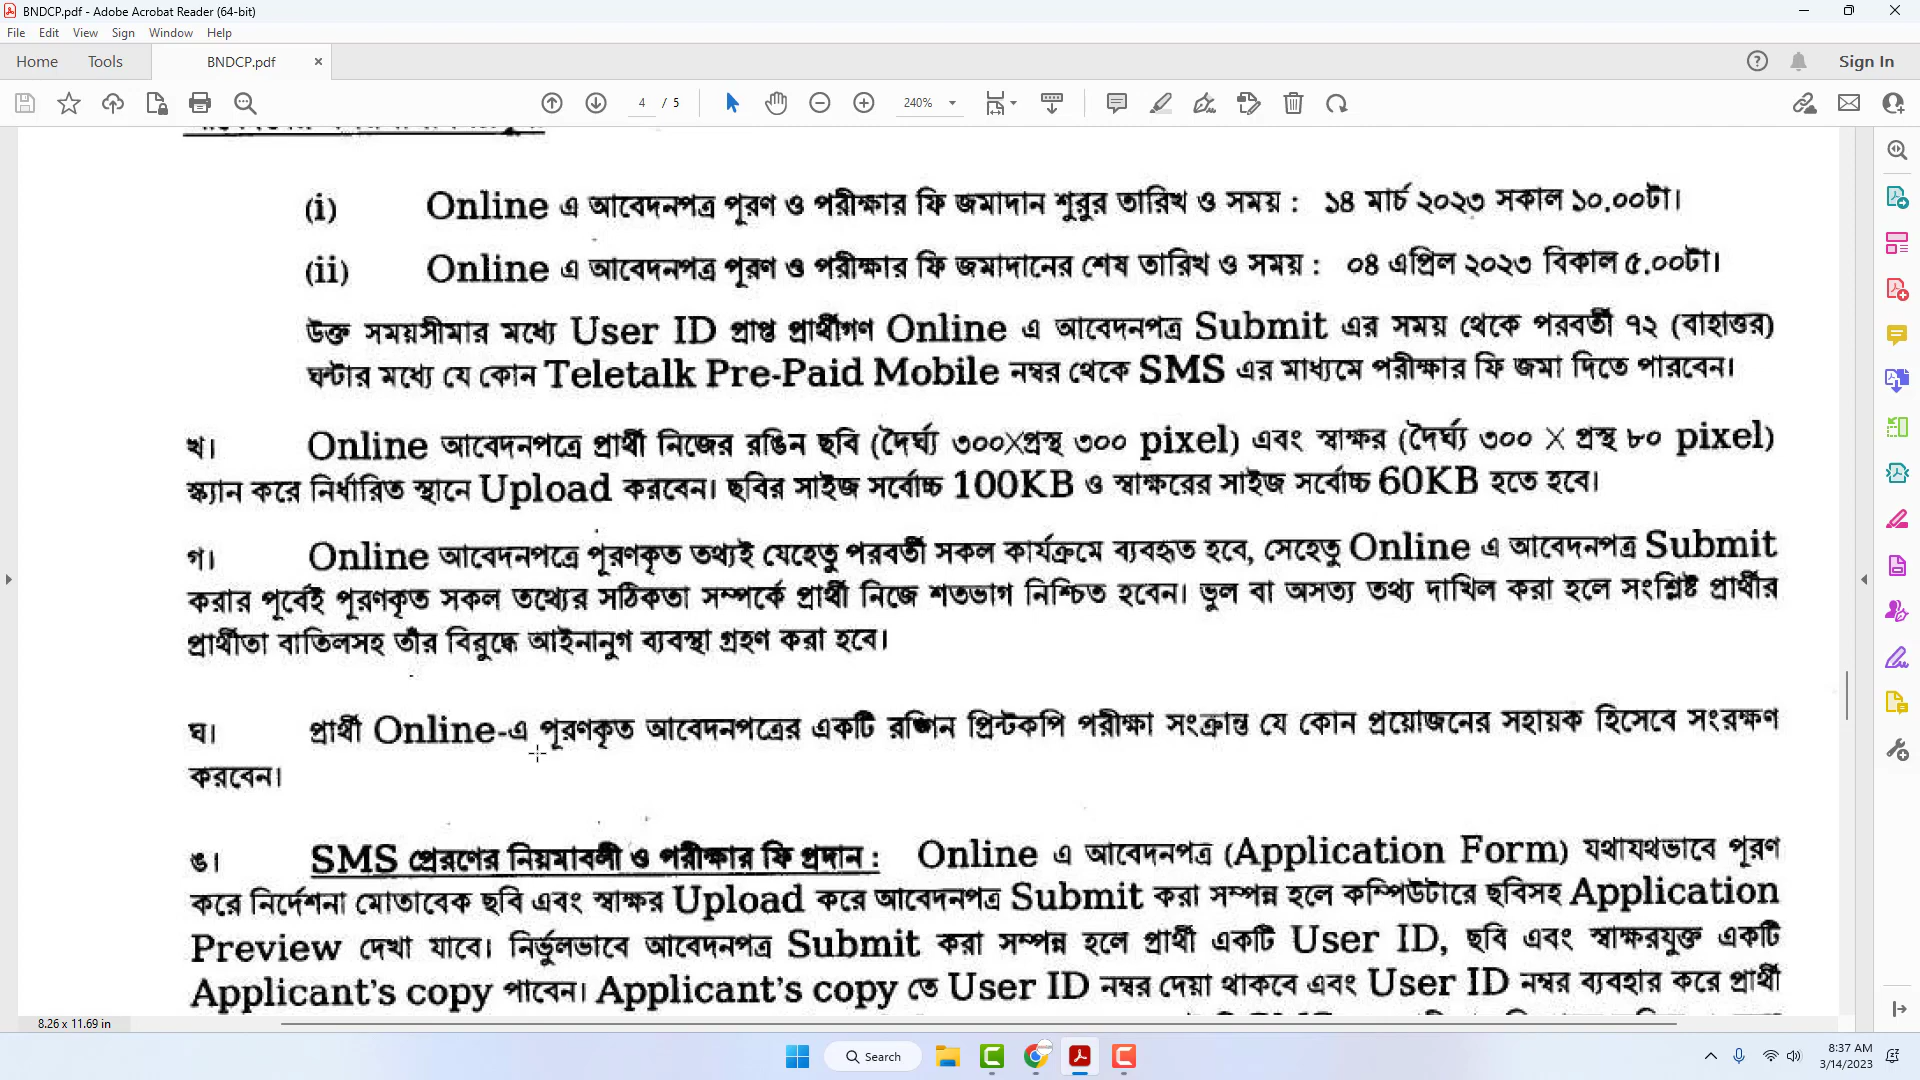 BNDCP.pdf - Adobe Acrobat Reader (64-bit)
File Edit View Sign Window Help
Home Tools BNDCP.pdf × Sign In
4 / 5 240%
(i) Online এ আবেদনপত্র পূরণ ও পরীক্ষার ফি জমাদান শুরুর তারিখ ও সময় : ১৪ মার্চ ২০২৩ সকাল ১০.০০টা।
(ii) Online এ আবেদনপত্র পূরণ ও পরীক্ষার ফি জমাদানের শেষ তারিখ ও সময় : ০৪ এপ্রিল ২০২৩ বিকাল ৫.০০টা।
উক্ত সময়সীমার মধ্যে User ID প্রাপ্ত প্রার্থীগণ Online এ আবেদনপত্র Submit এর সময় থেকে পরবর্তী ৭২ (বাহাত্তর)
ঘন্টার মধ্যে যে কোন Teletalk Pre-Paid Mobile নম্বর থেকে SMS এর মাধ্যমে পরীক্ষার ফি জমা দিতে পারবেন।
খ। Online আবেদনপত্রে প্রার্থী নিজের রঙিন ছবি (দৈর্ঘ্য ৩০০X প্রস্থ ৩০০ pixel) এবং স্বাক্ষর (দৈর্ঘ্য ৩০০ X প্রস্থ ৮০ pixel)
স্ক্যান করে নির্ধারিত স্থানে Upload করবেন। ছবির সাইজ সর্বোচ্চ 100KB ও স্বাক্ষরের সাইজ সর্বোচ্চ 60KB হতে হবে।
গ। Online আবেদনপত্রে পূরণকৃত তথ্যই যেহেতু পরবর্তী সকল কার্যক্রমে ব্যবহৃত হবে, সেহেতু Online এ আবেদনপত্র Submit
করার পূর্বেই পূরণকৃত সকল তথ্যের সঠিকতা সম্পর্কে প্রার্থী নিজে শতভাগ নিশ্চিত হবেন। ভুল বা অসত্য তথ্য দাখিল করা হলে সংশ্লিষ্ট প্রার্থীর
প্রার্থীতা বাতিলসহ তাঁর বিরুদ্ধে আইনানুগ ব্যবস্থা গ্রহণ করা হবে।
ঘ। প্রার্থী Online-এ পূরণকৃত আবেদনপত্রের একটি রঙ্গিন প্রিন্টকপি পরীক্ষা সংক্রান্ত যে কোন প্রয়োজনের সহায়ক হিসেবে সংরক্ষণ
করবেন।
ঙ। SMS প্রেরণের নিয়মাবলী ও পরীক্ষার ফি প্রদান : Online এ আবেদনপত্র (Application Form) যথাযথভাবে পূরণ
করে নির্দেশনা মোতাবেক ছবি এবং স্বাক্ষর Upload করে আবেদনপত্র Submit করা সম্পন্ন হলে কম্পিউটারে ছবিসহ Application
Preview দেখা যাবে। নির্ভুলভাবে আবেদনপত্র Submit করা সম্পন্ন হলে প্রার্থী একটি User ID, ছবি এবং স্বাক্ষরযুক্ত একটি
Applicant's copy পাবেন। Applicant's copy তে User ID নম্বর দেয়া থাকবে এবং User ID নম্বর ব্যবহার করে প্রার্থী
8.26 x 11.69 in
Search
8:37 AM
3/14/2023